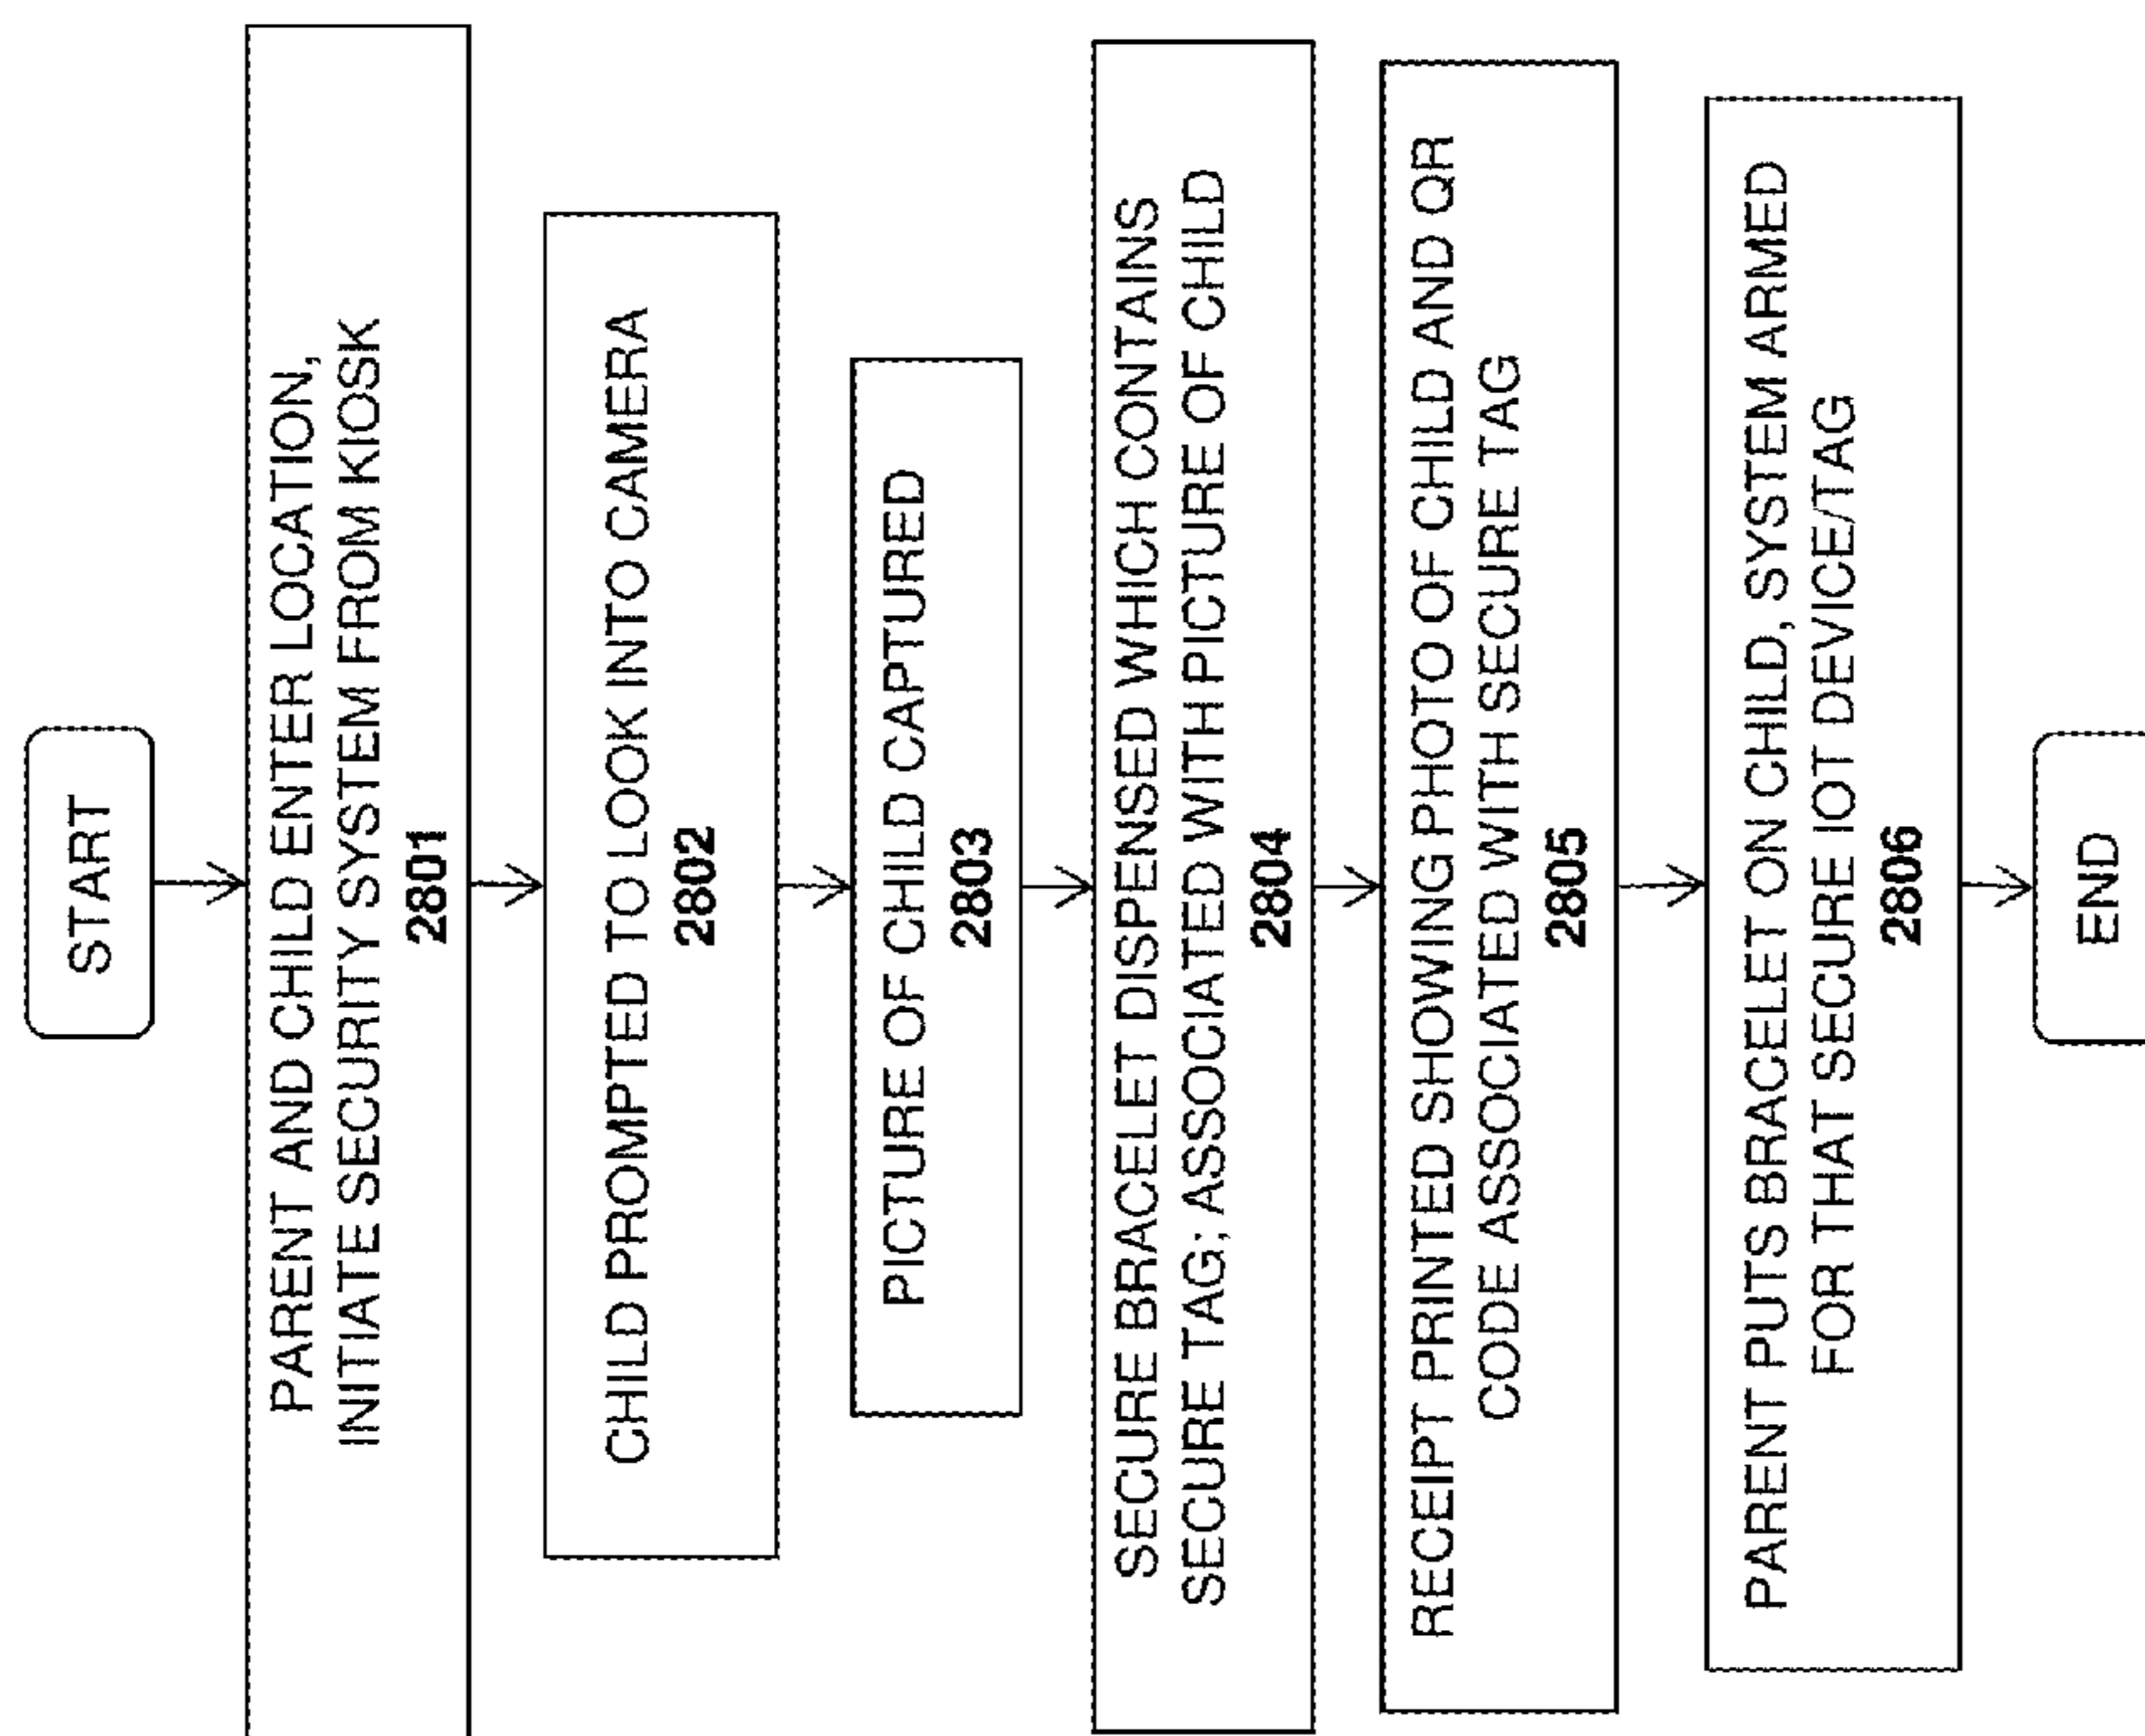 START
PARENT AND CHILD ENTER LOCATION,
INITIATE SECURITY SYSTEM FROM KIOSK
2801
CHILD PROMPTED TO LOOK INTO CAMERA
2802
PICTURE OF CHILD CAPTURED
2803
SECURE BRACELET DISPENSED WHICH CONTAINS
SECURE TAG; ASSOCIATED WITH PICTURE OF CHILD
2804
RECEIPT PRINTED SHOWING PHOTO OF CHILD AND QR
CODE ASSOCIATED WITH SECURE TAG
2805
PARENT PUTS BRACELET ON CHILD, SYSTEM ARMED
FOR THAT SECURE IOT DEVICE/TAG
2806
END